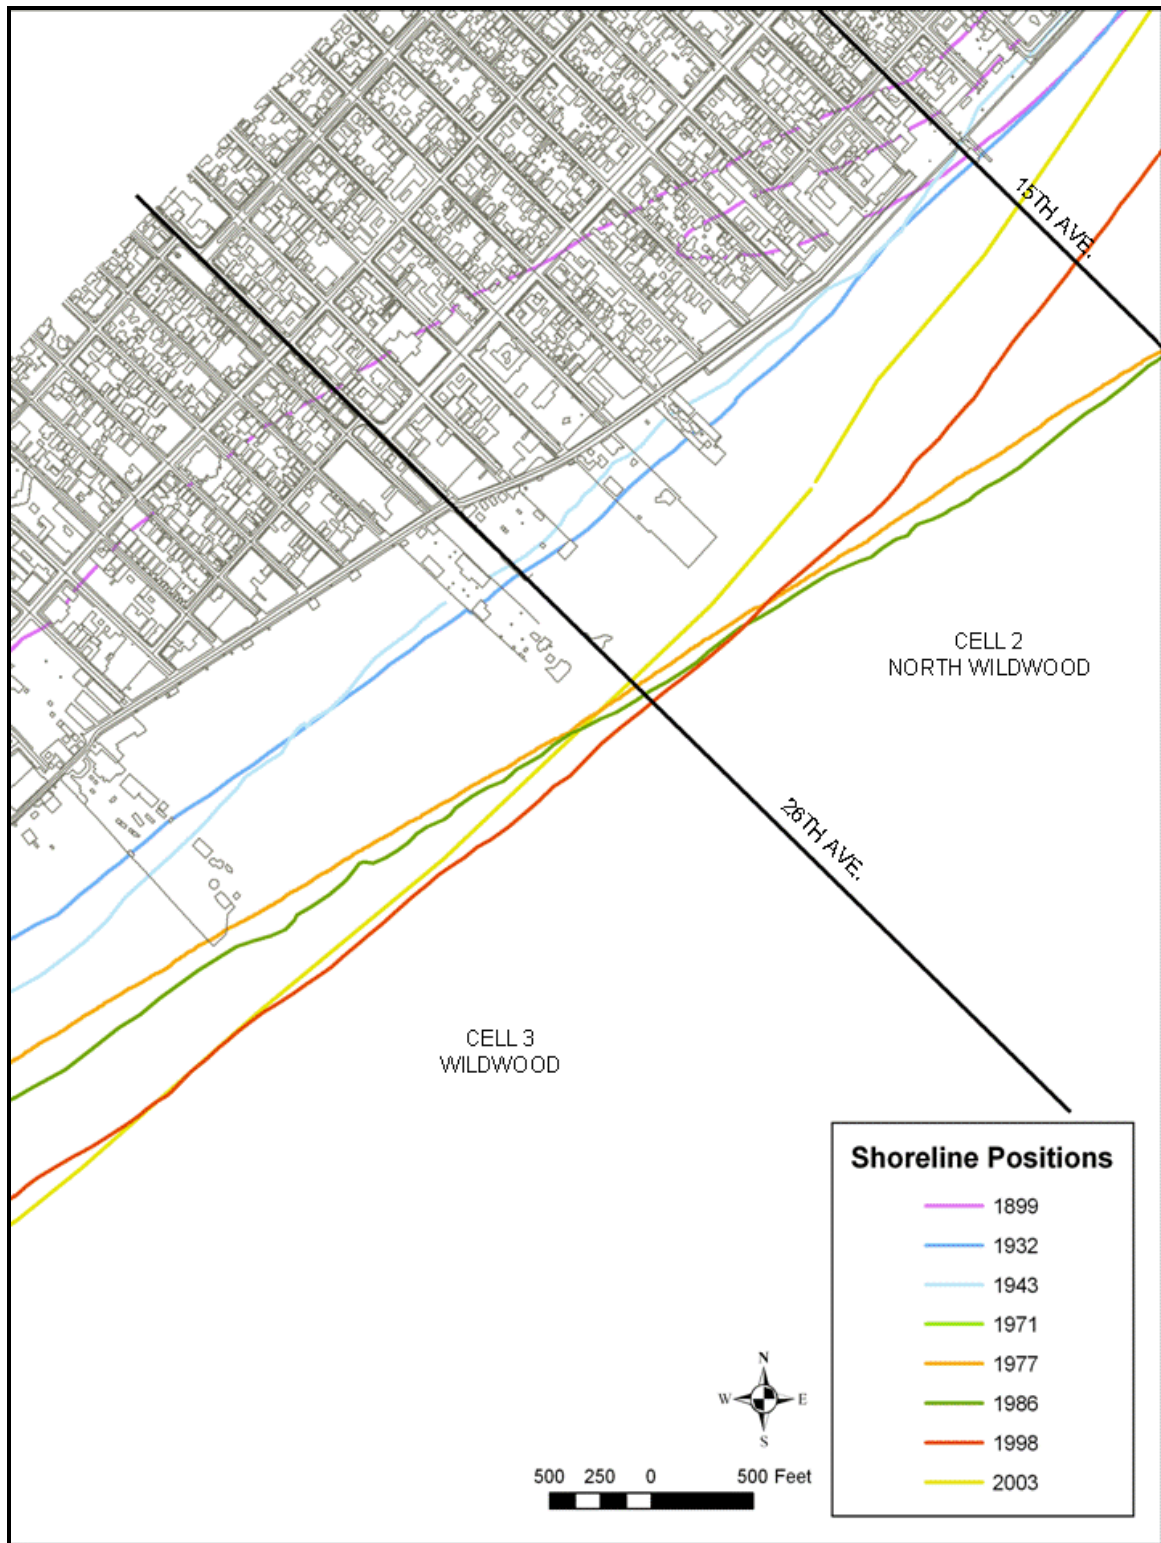 15TH AVE.
CELL 2
NORTH WILDWOOD
26TH AVE.
CELL 3
WILDWOOD
Shoreline Positions
1899
1932
1943
1971
1977
1986
1998
2003
N
W E
S
500 250 0 500 Feet